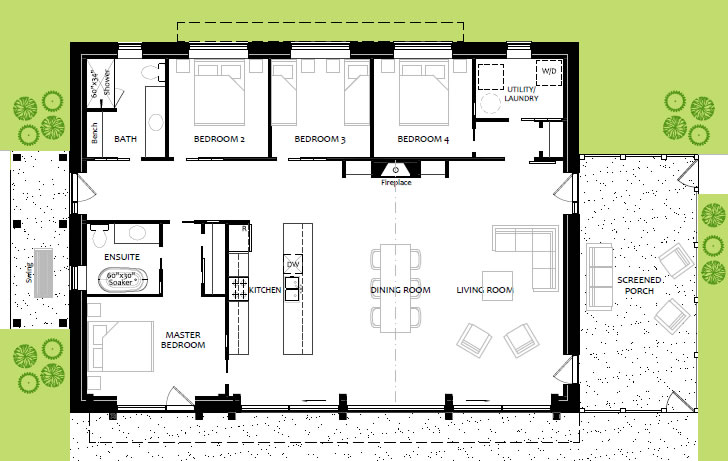 60"x34"
Shower
W/D
UTILITY/
LAUNDRY
Bench
BATH
BEDROOM 2
BEDROOM 3
BEDROOM 4
Fireplace
R
ENSUITE
60"x30"
Soaker
Swing
DW
KITCHEN
DINING ROOM
LIVING ROOM
SCREENED
PORCH
MASTER
BEDROOM